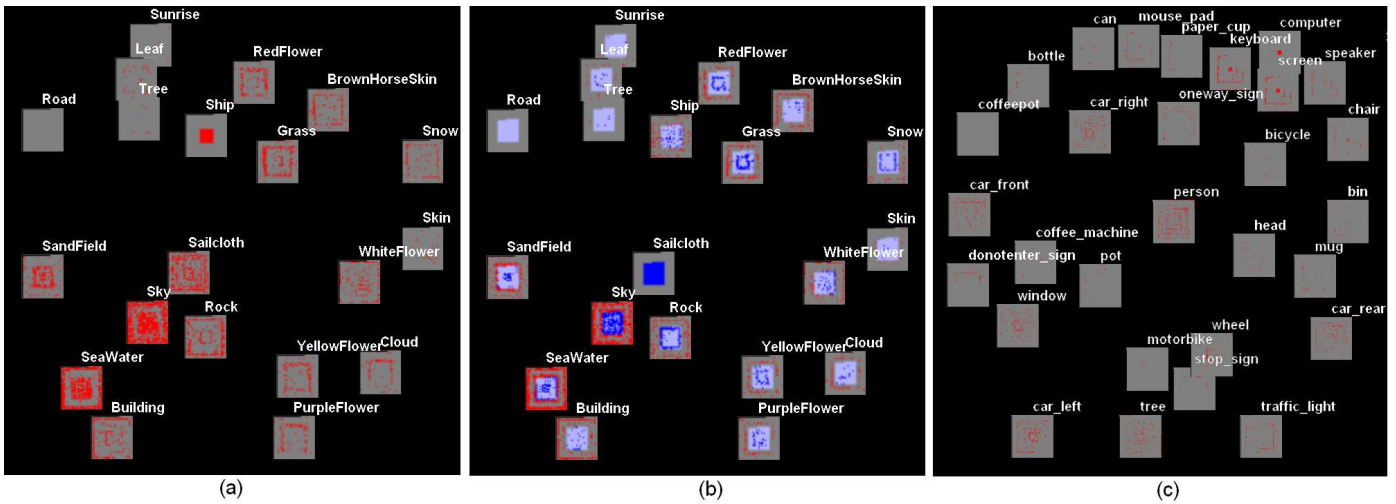 Sunrise
Leaf
RedFlower
Tree
BrownHorseSkin
Road
Ship
Grass
Snow
Skin
SandField
Sailcloth
WhiteFlower
Sky
Rock
SeaWater
YellowFlower
Cloud
Building
PurpleFlower
(a)
Sunrise
Leaf
RedFlower
Tree
BrownHorseSkin
Road
Ship
Grass
Snow
Skin
SandField
Sailcloth
WhiteFlower
Sky
Rock
SeaWater
YellowFlower
Cloud
Building
PurpleFlower
(b)
can
mouse_pad
computer
paper_cup
keyboard
bottle
screen
speaker
coffeepot
car_right
oneway_sign
chair
bicycle
car_front
person
bin
coffee_machine
head
donotenter_sign
pot
mug
window
car_rear
motorbike
wheel
stop_sign
car_left
tree
traffic_light
(c)